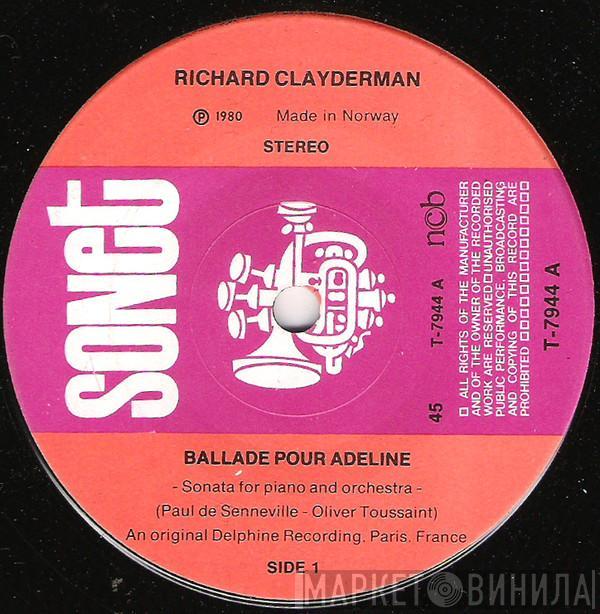 RICHARD CLAYDERMAN
Ⓟ 1980 Made in Norway
STEREO
SONET
45 T-7944 A n©b
□ ALL RIGHTS OF THE MANUFACTURER
AND OF THE OWNER OF THE RECORDED
WORK ARE RESERVED □ UNAUTHORISED
PUBLIC PERFORMANCE, BROADCASTING
AND COPYING OF THIS RECORD ARE
PROHIBITED □□□□□□□□□□□□□
T-7944 A
BALLADE POUR ADELINE
- Sonata for piano and orchestra -
(Paul de Senneville - Oliver Toussaint)
An original Delphine Recording, Paris. France
SIDE 1
МАРКЕТ ВИНИЛА